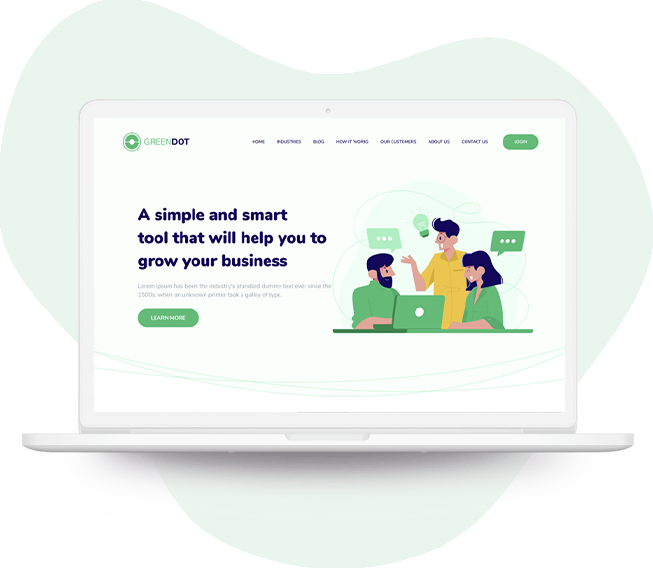 GREENDOT
HOME INDUSTRIES BLOG HOW IT WORKS OUR CUSTOMERS ABOUT US CONTACT US LOGIN
A simple and smart
tool that will help you to
grow your business
Lorem Ipsum has been the industry's standard dummy text ever since the
1500s, when an unknown printer took a galley of type.
LEARN MORE